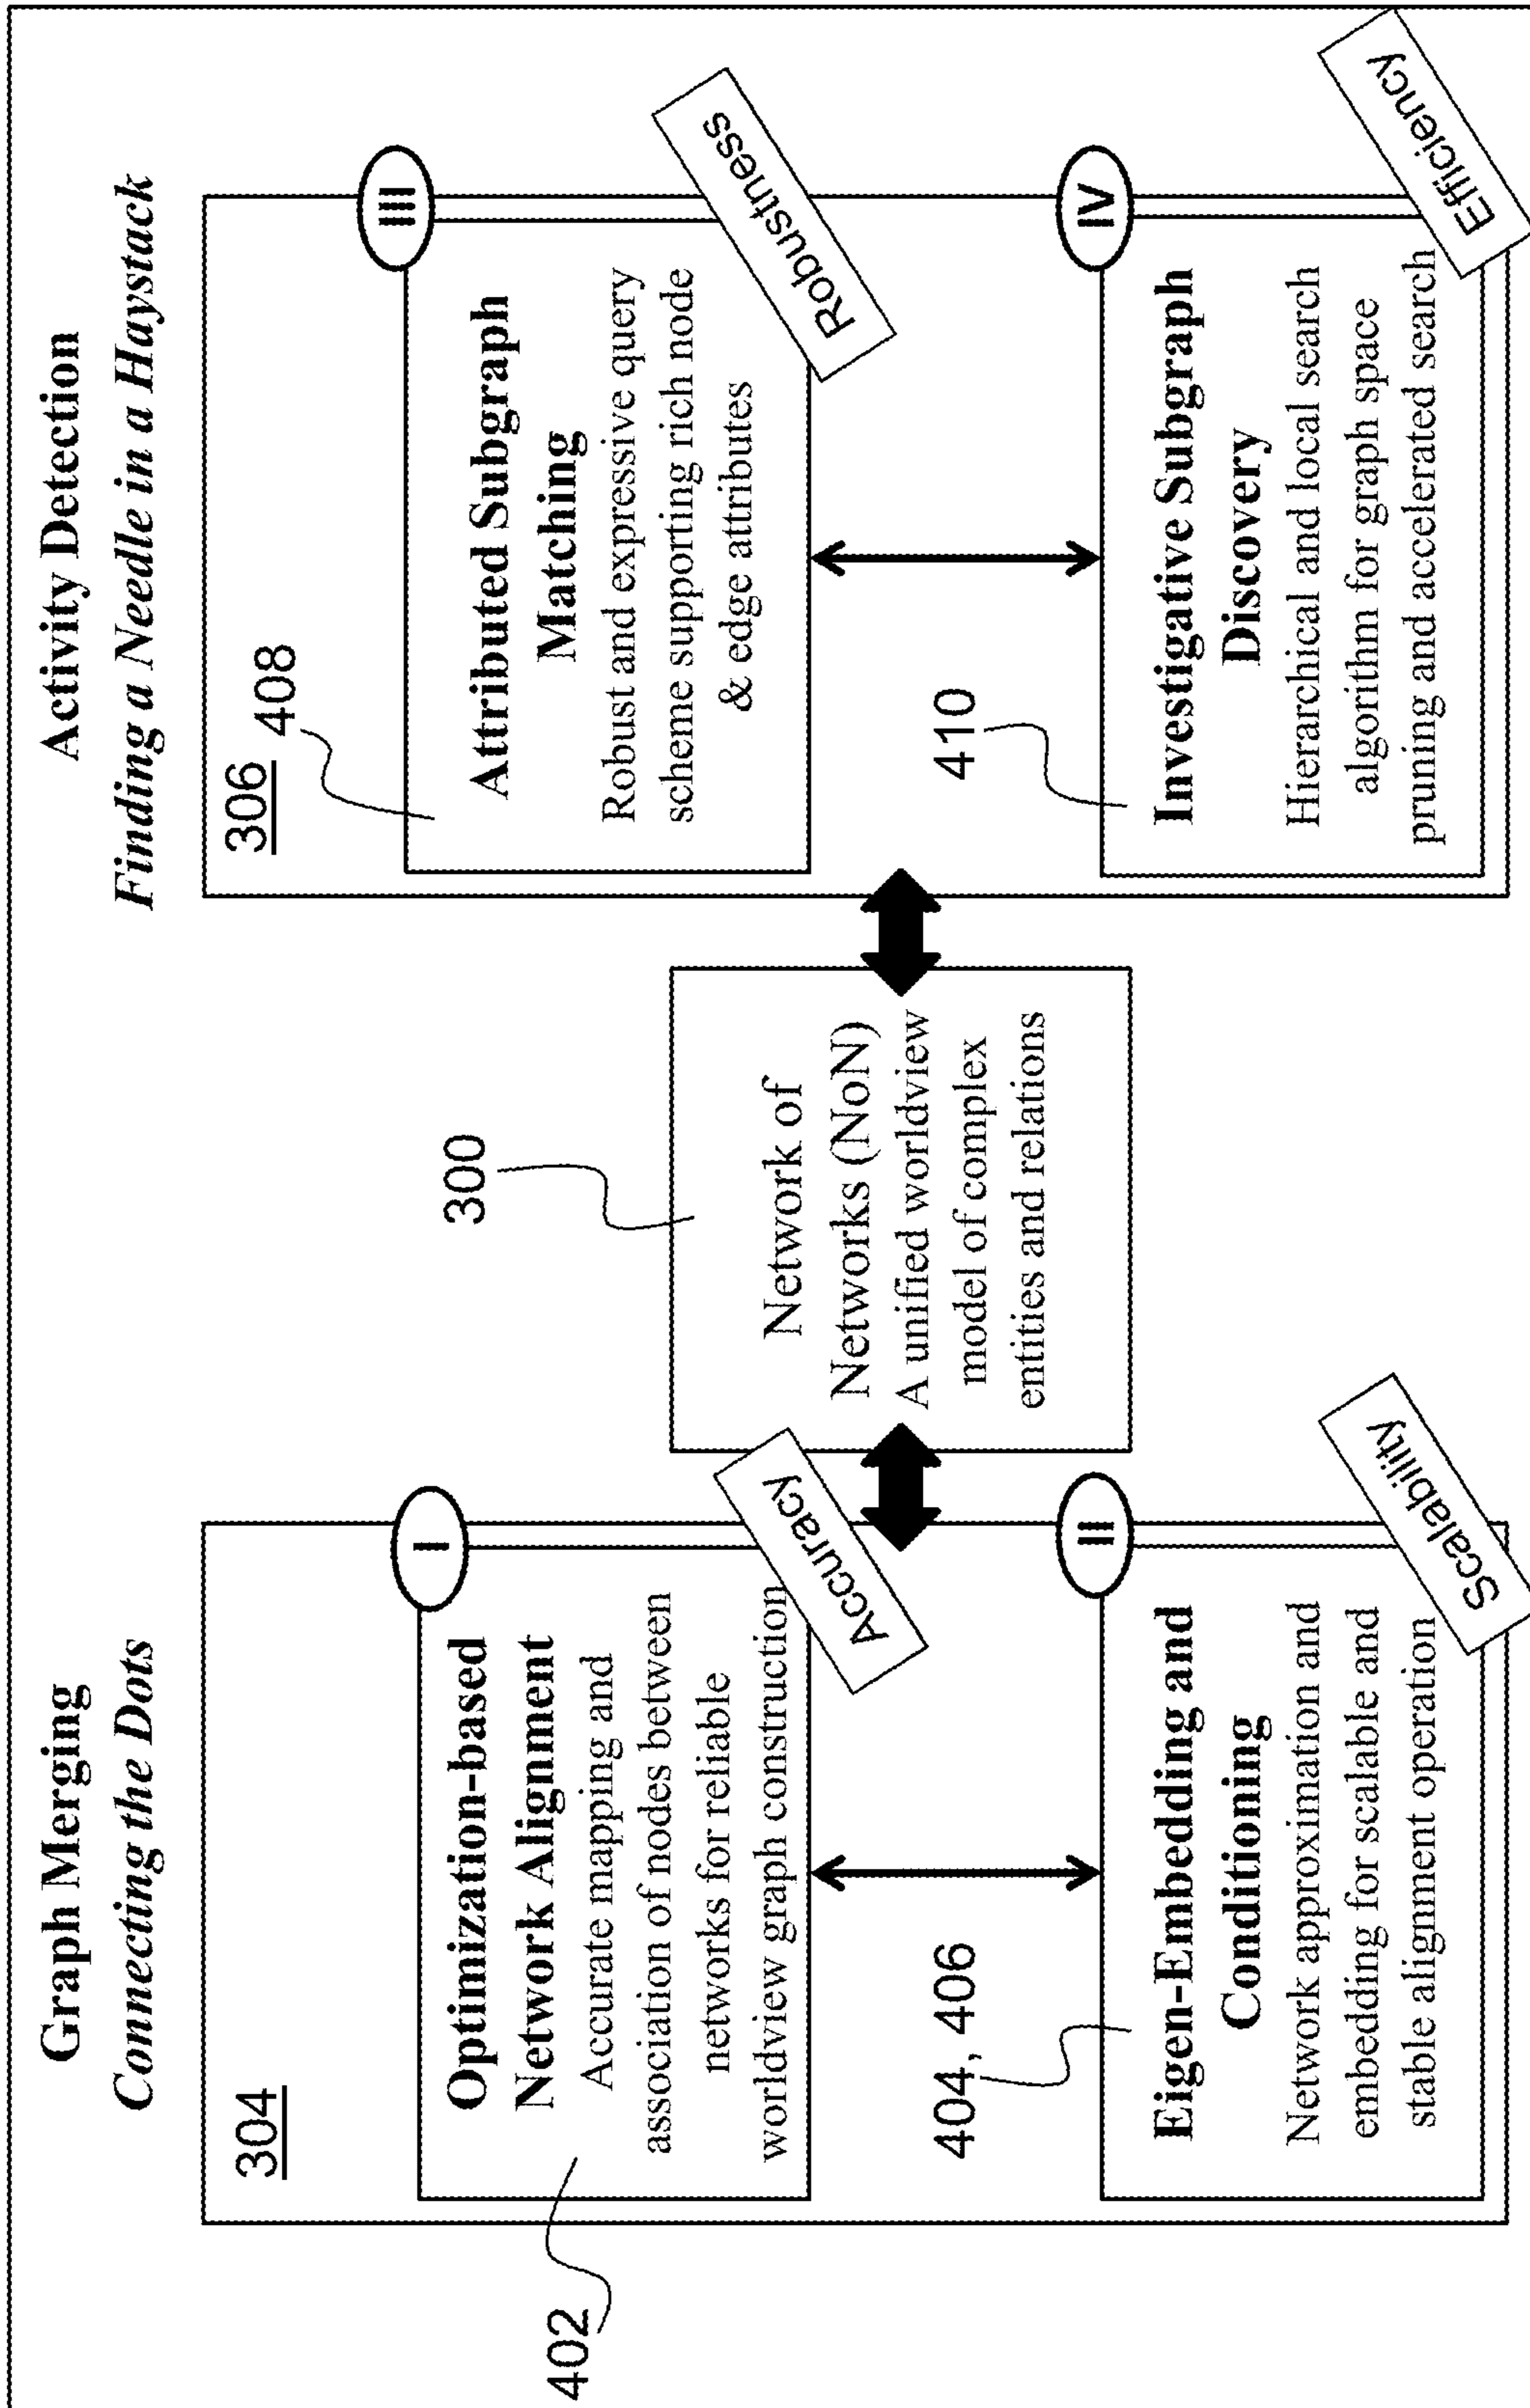 Graph Merging
Connecting the Dots
304
402
I
Optimization-based
Network Alignment
Accurate mapping and
association of nodes between
networks for reliable
worldview graph construction
Accuracy
404, 406
II
Eigen-Embedding and
Conditioning
Network approximation and
embedding for scalable and
stable alignment operation
Scalability
300
Network of
Networks (NoN)
A unified worldview
model of complex
entities and relations
Activity Detection
Finding a Needle in a Haystack
306
408
III
Attributed Subgraph
Matching
Robust and expressive query
scheme supporting rich node
& edge attributes
Robustness
410
IV
Investigative Subgraph
Discovery
Hierarchical and local search
algorithm for graph space
pruning and accelerated search
Efficiency